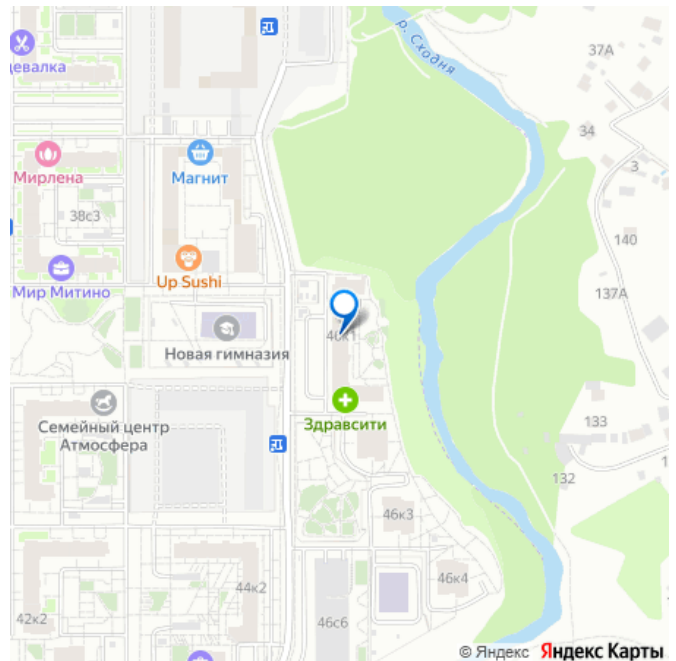 р. Сходня
37А
девалка
34
Магнит
Мирлена
3
38с3
140
Up Sushi
Мир Митино
137А
40к1
Новая гимназия
Здравсити
Семейный центр
Атмосфера
133
132
1
46к3
46к4
44к2
42к2
46с6
© Яндекс Яндекс Карты